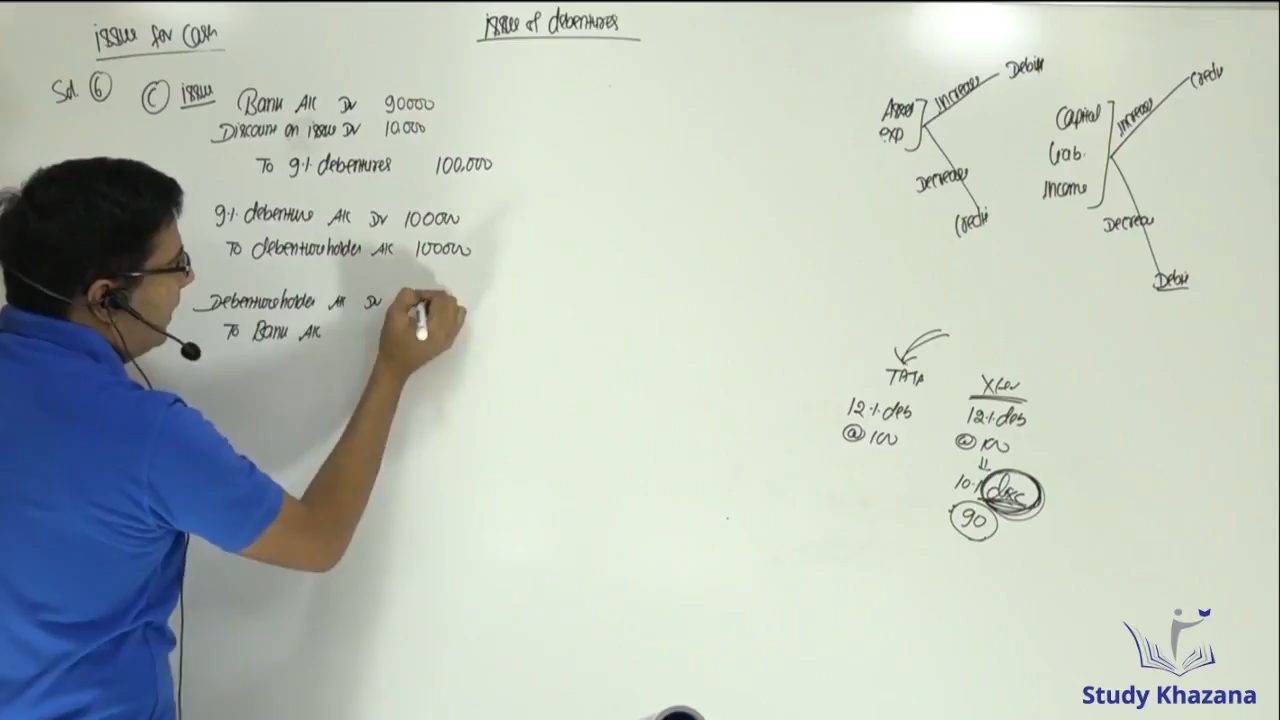 issue of debentures
issue for Cash
Sol 6 C issue Bank A/C Dr 90000
Discount on issue Dr 10,000
To 9% debentures 100,000
9% debenture A/C Dr 100000
To debentureholder A/C 100000
Debentureholder A/C Dr
To Bank A/C
Asset
exp
Increase
Debit
Decrease
Credit
Capital
Liab.
Income
Increase
Credit
Decrease
Debit
TATA
12% deb
@ 100
X
12% deb
@ 100
10% disc
90
Study Khazana